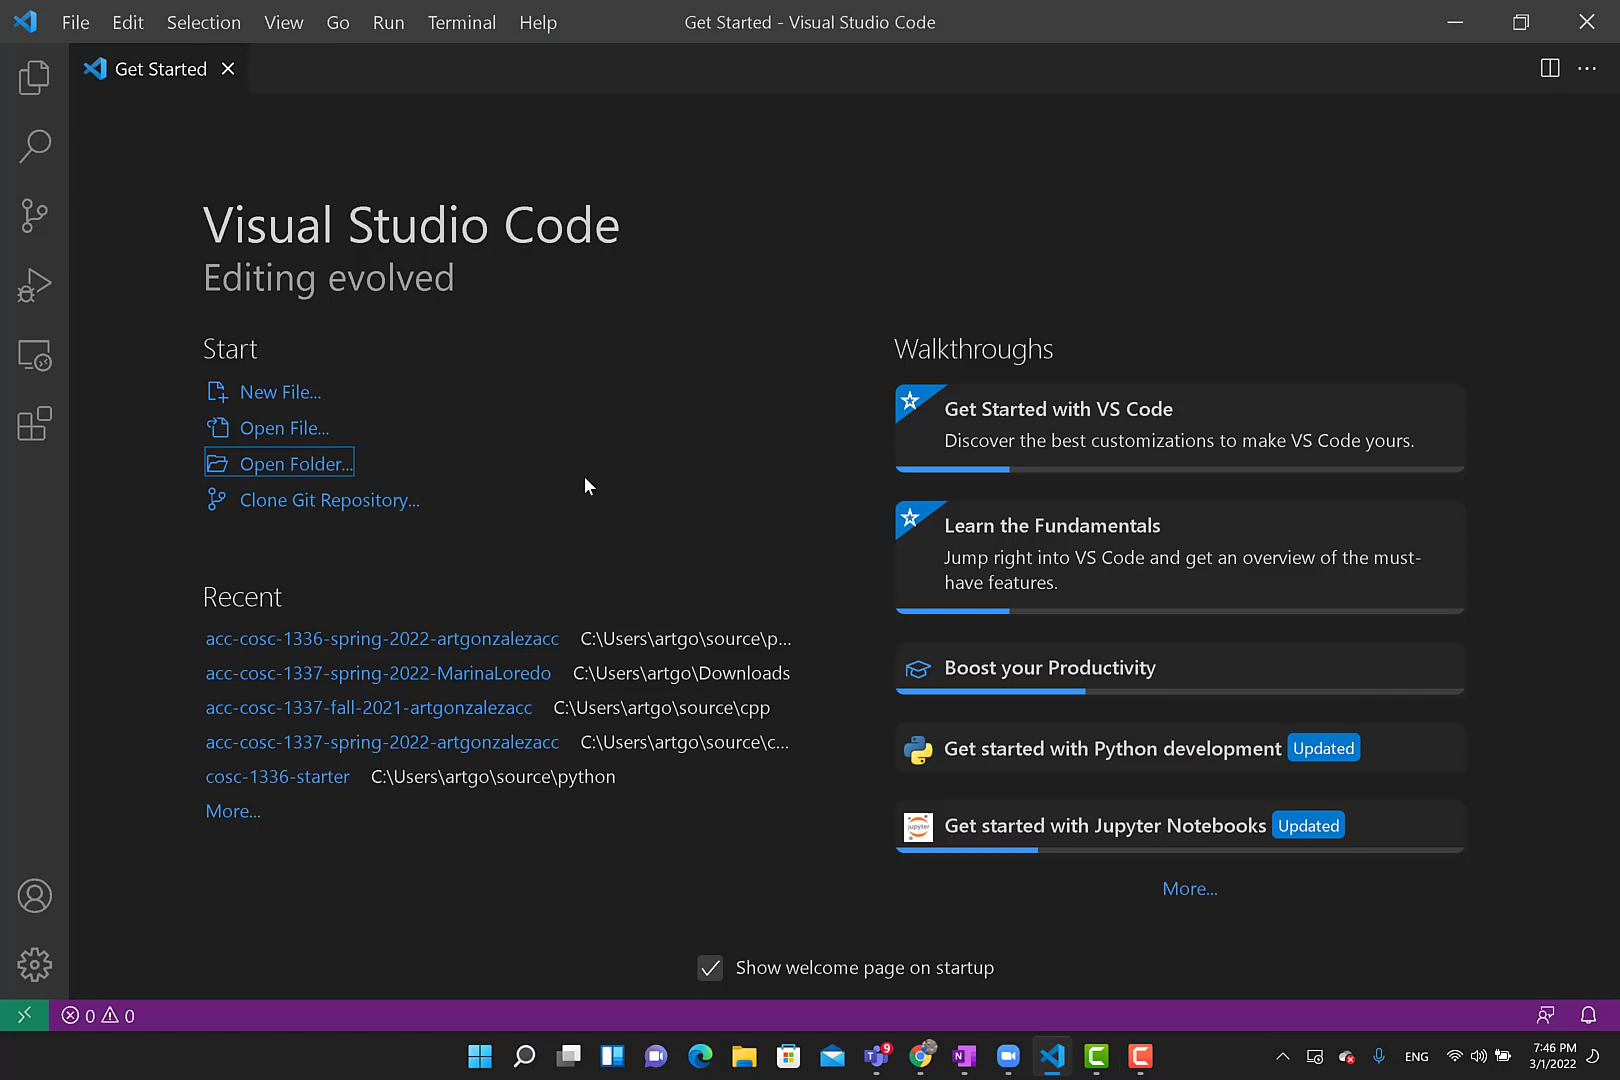 File Edit Selection View Go Run Terminal Help Get Started - Visual Studio Code
Get Started
Visual Studio Code
Editing evolved
Start
New File...
Open File...
Open Folder...
Clone Git Repository...
Recent
acc-cosc-1336-spring-2022-artgonzalezacc C:\Users\artgo\source\p...
acc-cosc-1337-spring-2022-MarinaLoredo C:\Users\artgo\Downloads
acc-cosc-1337-fall-2021-artgonzalezacc C:\Users\artgo\source\cpp
acc-cosc-1337-spring-2022-artgonzalezacc C:\Users\artgo\source\c...
cosc-1336-starter C:\Users\artgo\source\python
More...
Walkthroughs
Get Started with VS Code
Discover the best customizations to make VS Code yours.
Learn the Fundamentals
Jump right into VS Code and get an overview of the must-
have features.
Boost your Productivity
Get started with Python development Updated
jupyter
Get started with Jupyter Notebooks Updated
More...
Show welcome page on startup
0 0
9
N
ENG
7:46 PM
3/1/2022